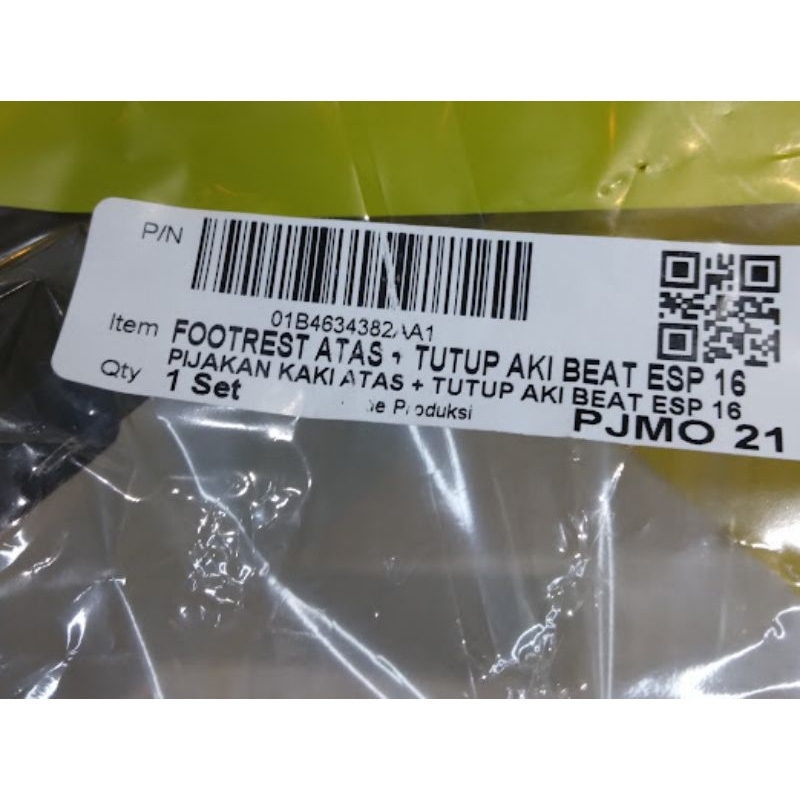 P/N
01B4634382AA1
Item FOOTREST ATAS + TUTUP AKI BEAT ESP 16
PIJAKAN KAKI ATAS + TUTUP AKI BEAT ESP 16
Qty 1 Set
Produksi
PJMO 21